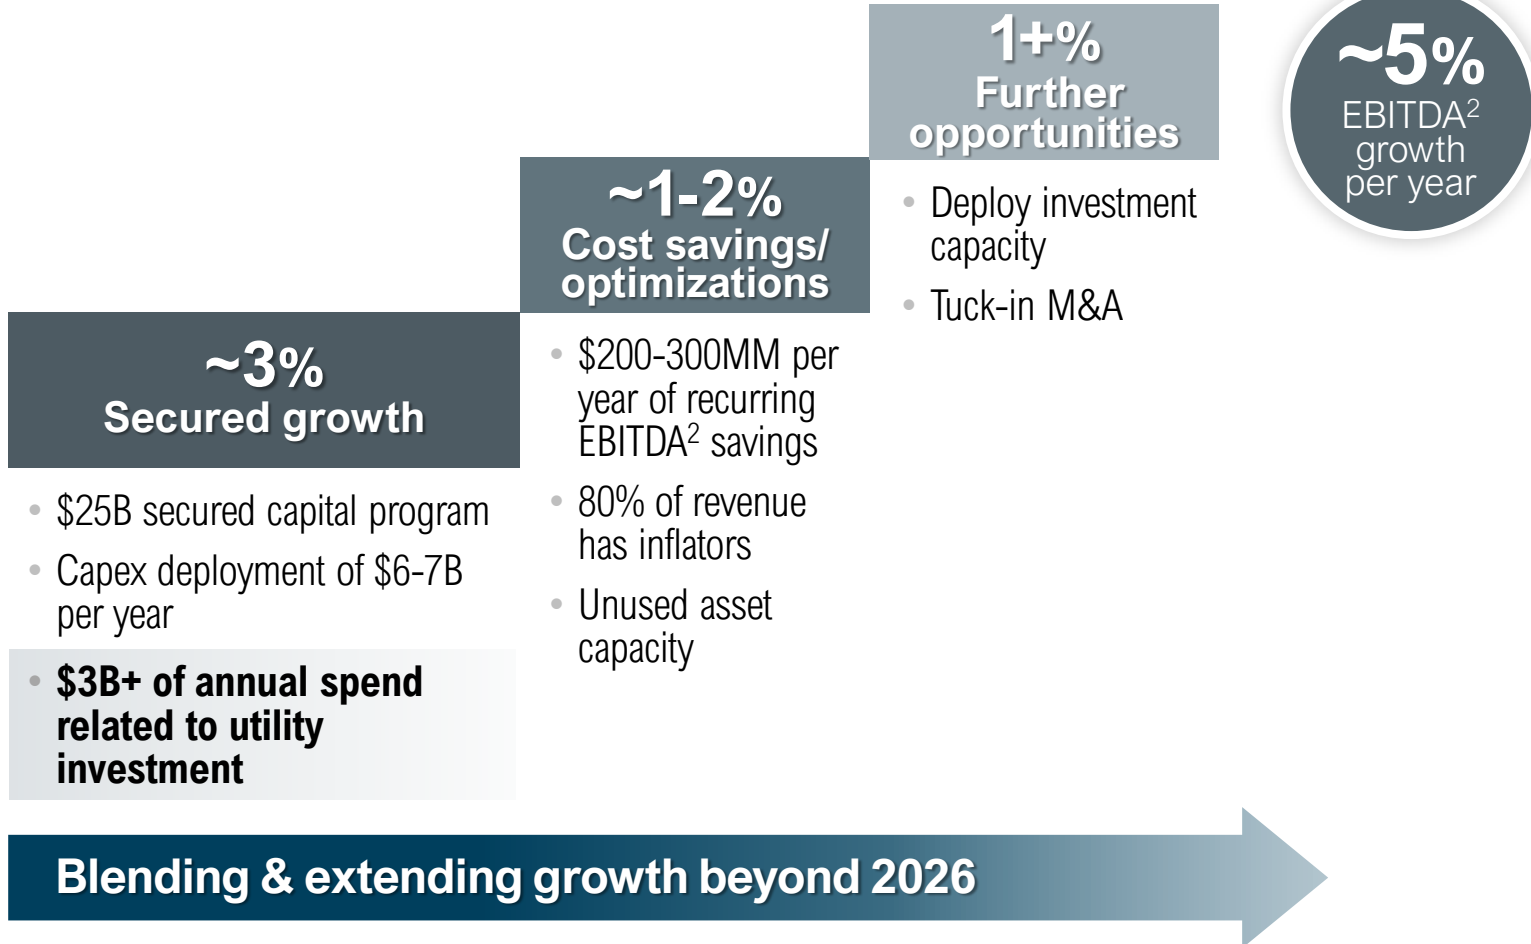 ~3%
Secured growth
• $25B secured capital program
• Capex deployment of $6-7B
per year
• $3B+ of annual spend
related to utility
investment
~1-2%
Cost savings/
optimizations
• $200-300MM per
year of recurring
EBITDA² savings
• 80% of revenue
has inflators
• Unused asset
capacity
1+%
Further
opportunities
• Deploy investment
capacity
• Tuck-in M&A
~5%
EBITDA²
growth
per year
Blending & extending growth beyond 2026